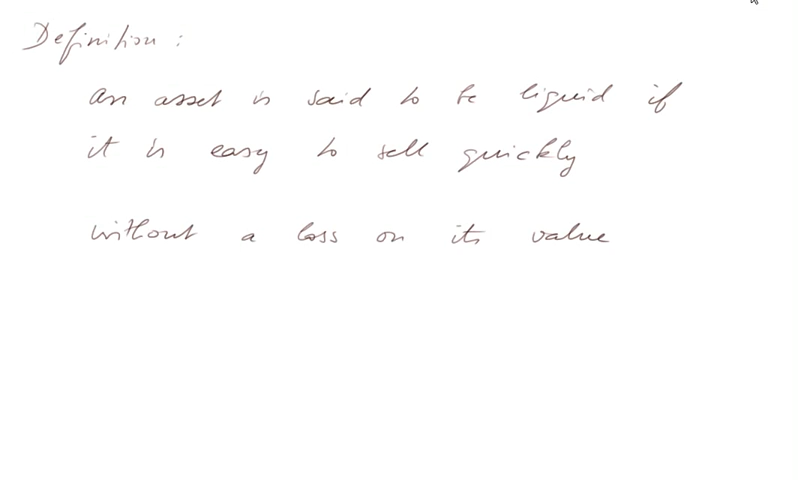 Definition :
an asset is said to be liquid if
it is easy to sell quickly
without a loss on its value